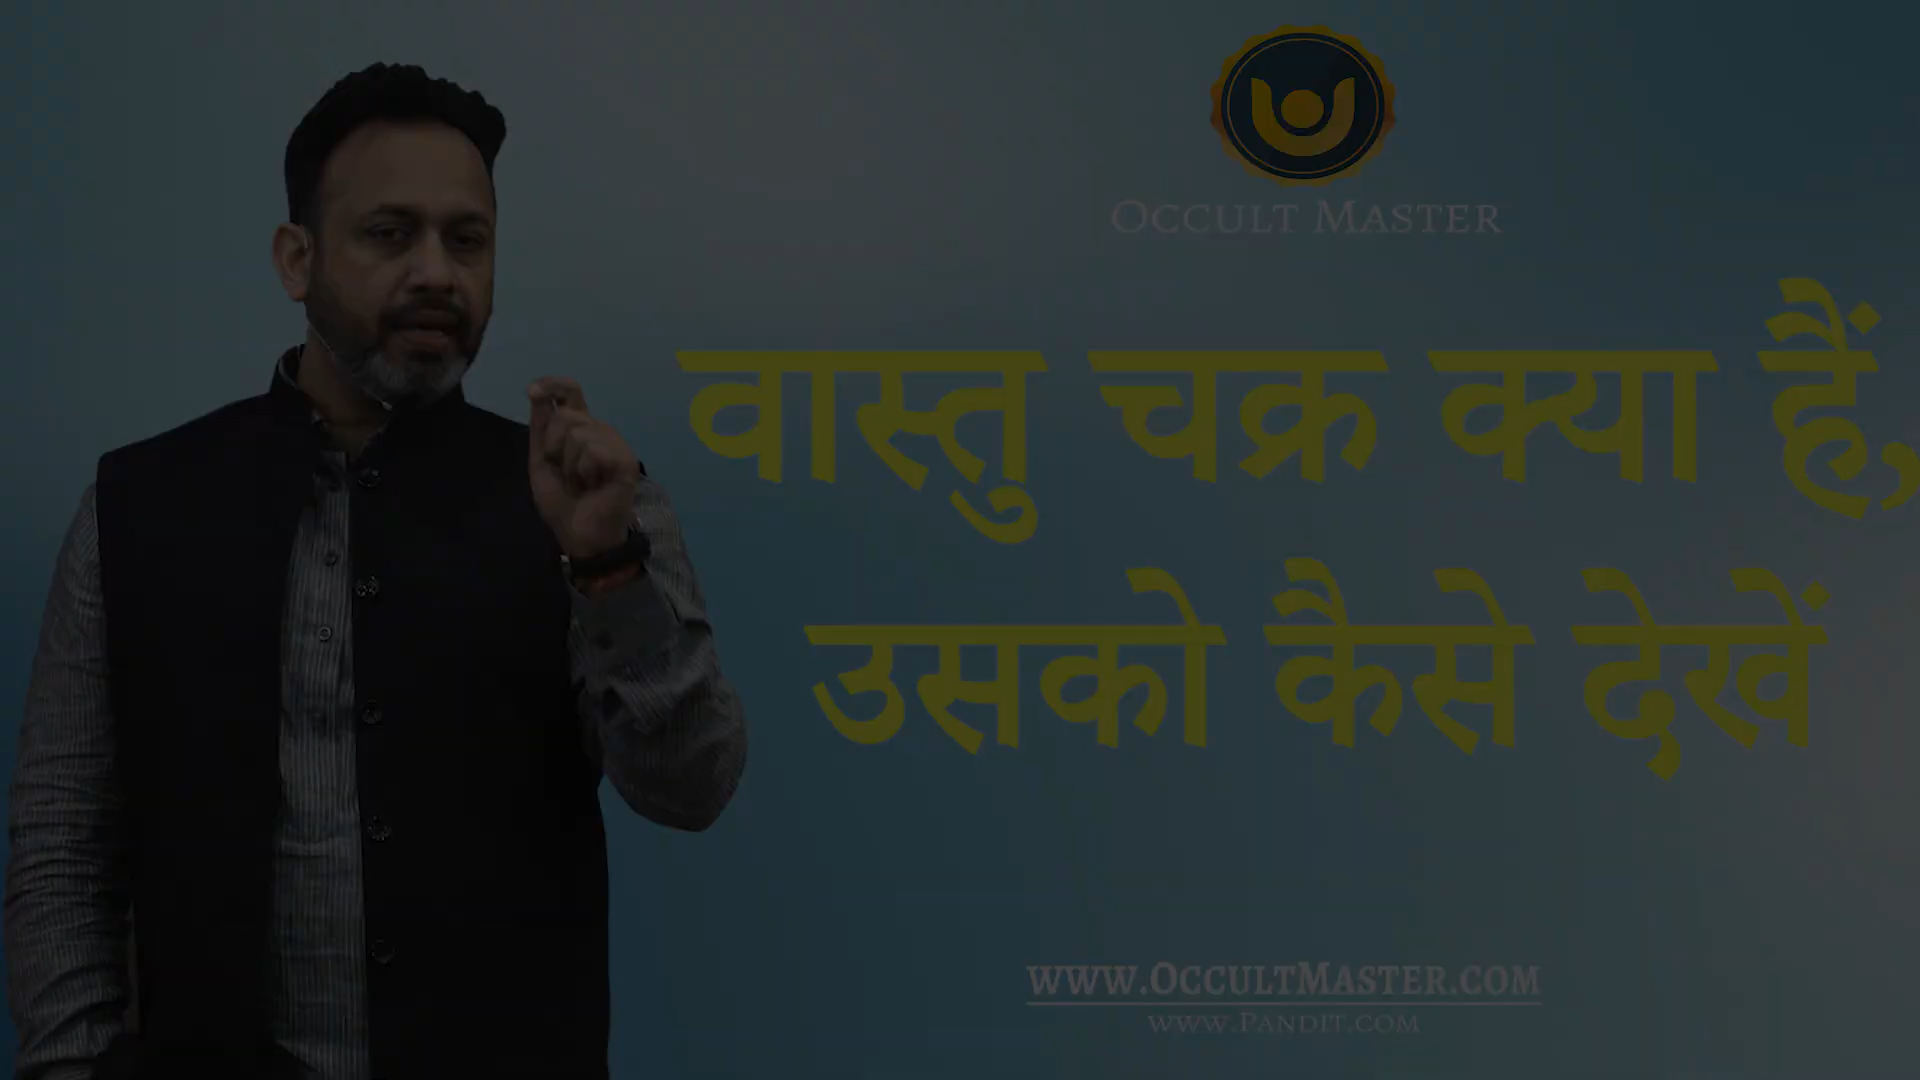 OCCULT MASTER
वास्तु चक्र क्या हैं,
उसको कैसे देखें
WWW.OCCULTMASTER.COM
WWW.PANDIT.COM